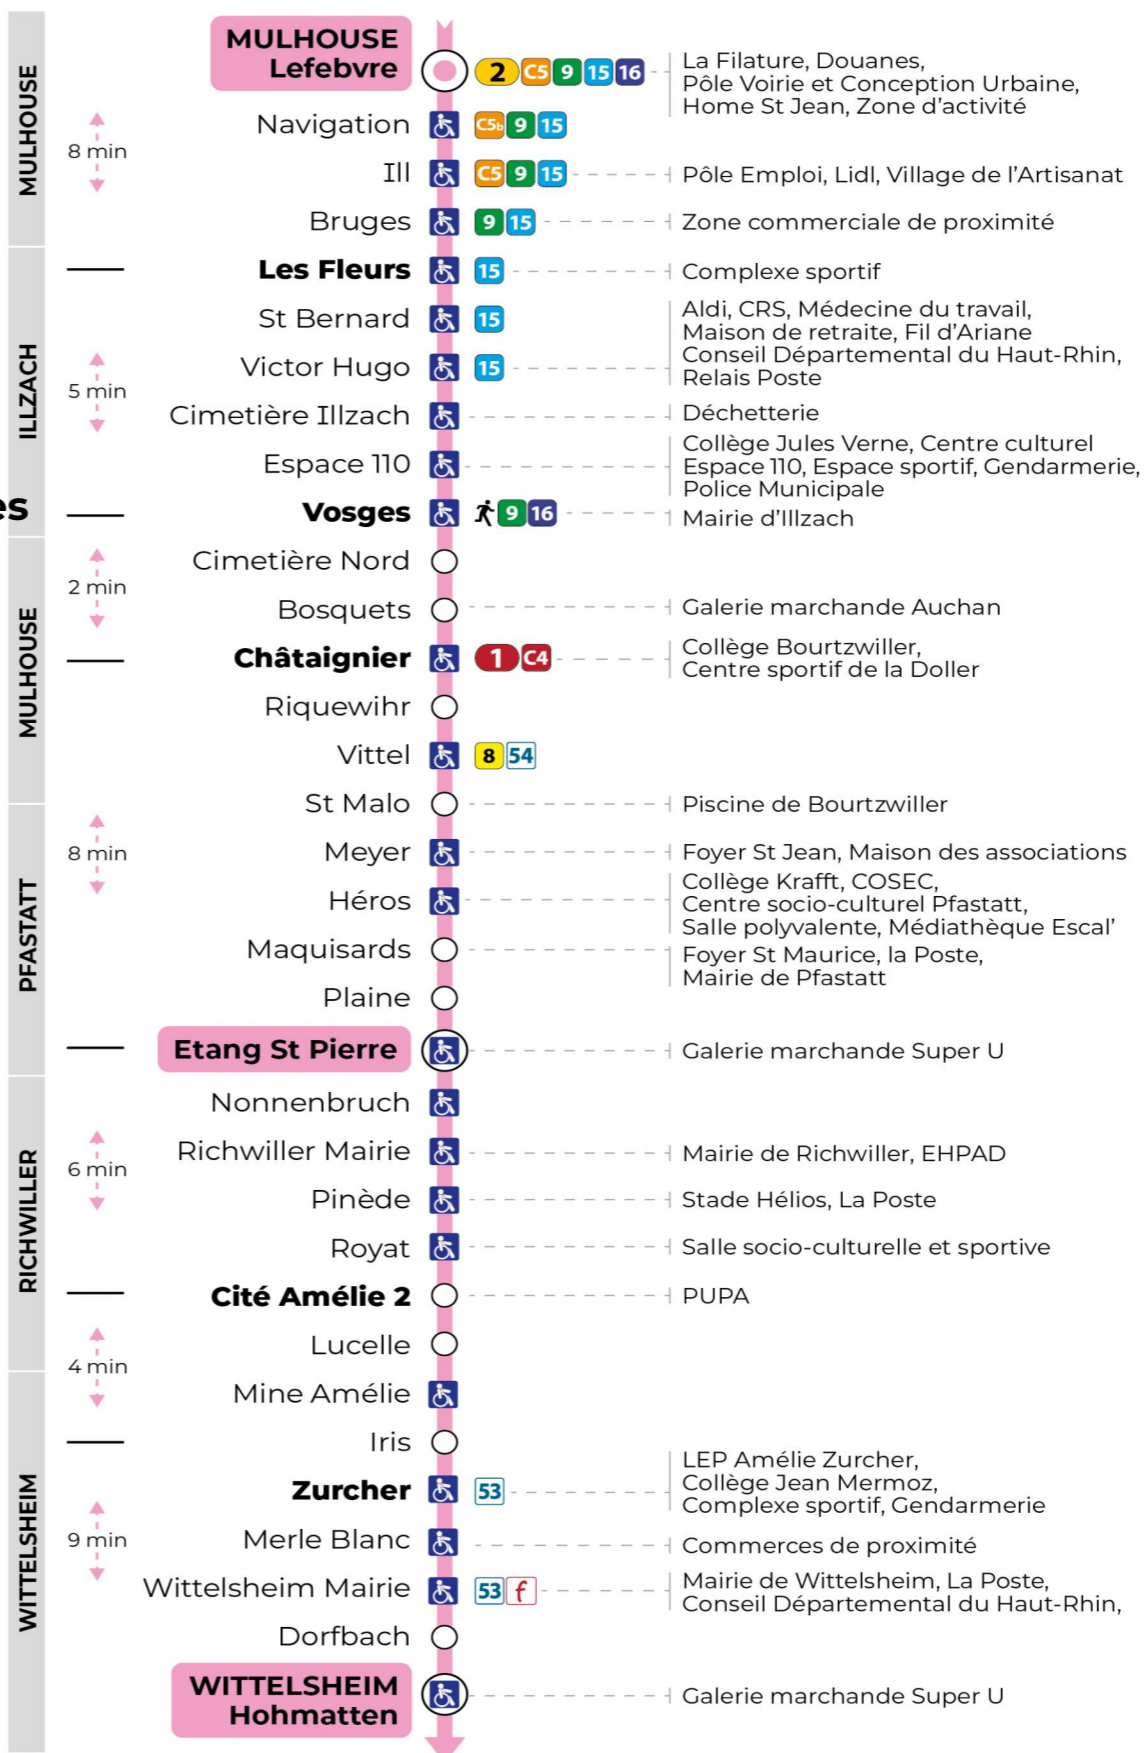 MULHOUSE
Lefebvre
2 C5 9 15 16
La Filature, Douanes,
Pôle Voirie et Conception Urbaine,
Home St Jean, Zone d’activité
MULHOUSE
8 min
Navigation
C5b 9 15
Ill
C5 9 15
Pôle Emploi, Lidl, Village de l’Artisanat
Bruges
9 15
Zone commerciale de proximité
Les Fleurs
15
Complexe sportif
ILLZACH
5 min
St Bernard
15
Aldi, CRS, Médecine du travail,
Maison de retraite, Fil d’Ariane
Victor Hugo
15
Conseil Départemental du Haut-Rhin,
Relais Poste
Cimetière Illzach
Déchetterie
Espace 110
Collège Jules Verne, Centre culturel
Espace 110, Espace sportif, Gendarmerie,
Police Municipale
es
Vosges
9 16
Mairie d’Illzach
MULHOUSE
2 min
Cimetière Nord
Bosquets
Galerie marchande Auchan
Châtaignier
1 C4
Collège Bourtzwiller,
Centre sportif de la Doller
Riquewihr
Vittel
8 54
PFASTATT
8 min
St Malo
Piscine de Bourtzwiller
Meyer
Foyer St Jean, Maison des associations
Héros
Collège Krafft, COSEC,
Centre socio-culturel Pfastatt,
Salle polyvalente, Médiathèque Escal’
Maquisards
Foyer St Maurice, la Poste,
Mairie de Pfastatt
Plaine
Etang St Pierre
Galerie marchande Super U
RICHWILLER
6 min
Nonnenbruch
Richwiller Mairie
Mairie de Richwiller, EHPAD
Pinède
Stade Hélios, La Poste
Royat
Salle socio-culturelle et sportive
Cité Amélie 2
PUPA
4 min
Lucelle
Mine Amélie
Iris
WITTELSHEIM
9 min
Zurcher
53
LEP Amélie Zurcher,
Collège Jean Mermoz,
Complexe sportif, Gendarmerie
Merle Blanc
Commerces de proximité
Wittelsheim Mairie
53 f
Mairie de Wittelsheim, La Poste,
Conseil Départemental du Haut-Rhin,
Dorfbach
WITTELSHEIM
Hohmatten
Galerie marchande Super U